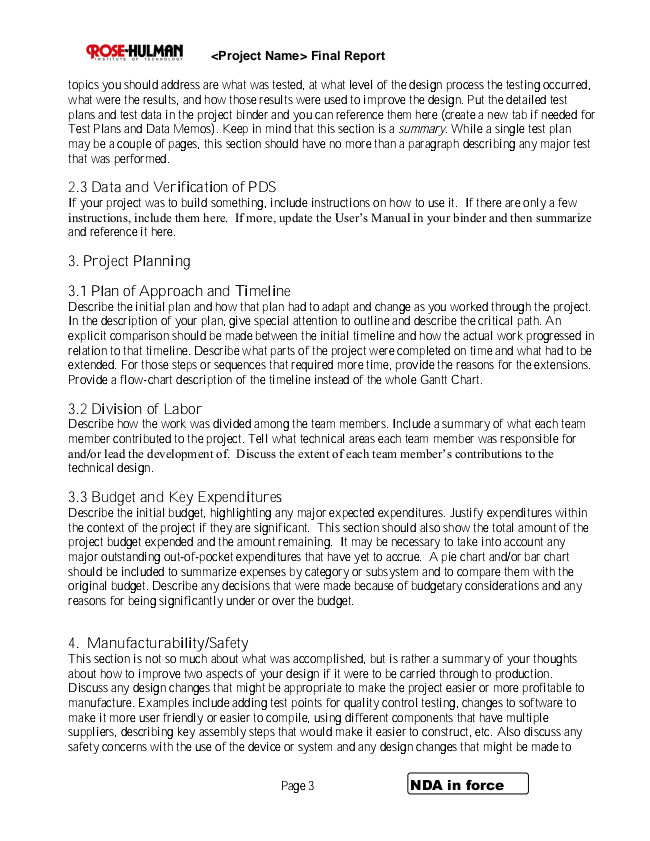 ROSE-HULMAN
INSTITUTE OF TECHNOLOGY
<Project Name> Final Report
topics you should address are what was tested, at what level of the design process the testing occurred,
what were the results, and how those results were used to improve the design. Put the detailed test
plans and test data in the project binder and you can reference them here (create a new tab if needed for
Test Plans and Data Memos). Keep in mind that this section is a summary. While a single test plan
may be a couple of pages, this section should have no more than a paragraph describing any major test
that was performed.
2.3 Data and Verification of PDS
If your project was to build something, include instructions on how to use it.  If there are only a few
instructions, include them here.  If more, update the User’s Manual in your binder and then summarize
and reference it here.
3. Project Planning
3.1 Plan of Approach and Timeline
Describe the initial plan and how that plan had to adapt and change as you worked through the project.
In the description of your plan, give special attention to outline and describe the critical path. An
explicit comparison should be made between the initial timeline and how the actual work progressed in
relation to that timeline. Describe what parts of the project were completed on time and what had to be
extended. For those steps or sequences that required more time, provide the reasons for the extensions.
Provide a flow-chart description of the timeline instead of the whole Gantt Chart.
3.2 Division of Labor
Describe how the work was divided among the team members. Include a summary of what each team
member contributed to the project. Tell what technical areas each team member was responsible for
and/or lead the development of.  Discuss the extent of each team member’s contributions to the
technical design.
3.3 Budget and Key Expenditures
Describe the initial budget, highlighting any major expected expenditures. Justify expenditures within
the context of the project if they are significant.  This section should also show the total amount of the
project budget expended and the amount remaining.  It may be necessary to take into account any
major outstanding out-of-pocket expenditures that have yet to accrue.  A pie chart and/or bar chart
should be included to summarize expenses by category or subsystem and to compare them with the
original budget. Describe any decisions that were made because of budgetary considerations and any
reasons for being significantly under or over the budget.
4.  Manufacturability/Safety
This section is not so much about what was accomplished, but is rather a summary of your thoughts
about how to improve two aspects of your design if it were to be carried through to production.
Discuss any design changes that might be appropriate to make the project easier or more profitable to
manufacture. Examples include adding test points for quality control testing, changes to software to
make it more user friendly or easier to compile, using different components that have multiple
suppliers, describing key assembly steps that would make it easier to construct, etc. Also discuss any
safety concerns with the use of the device or system and any design changes that might be made to
Page 3
NDA in force